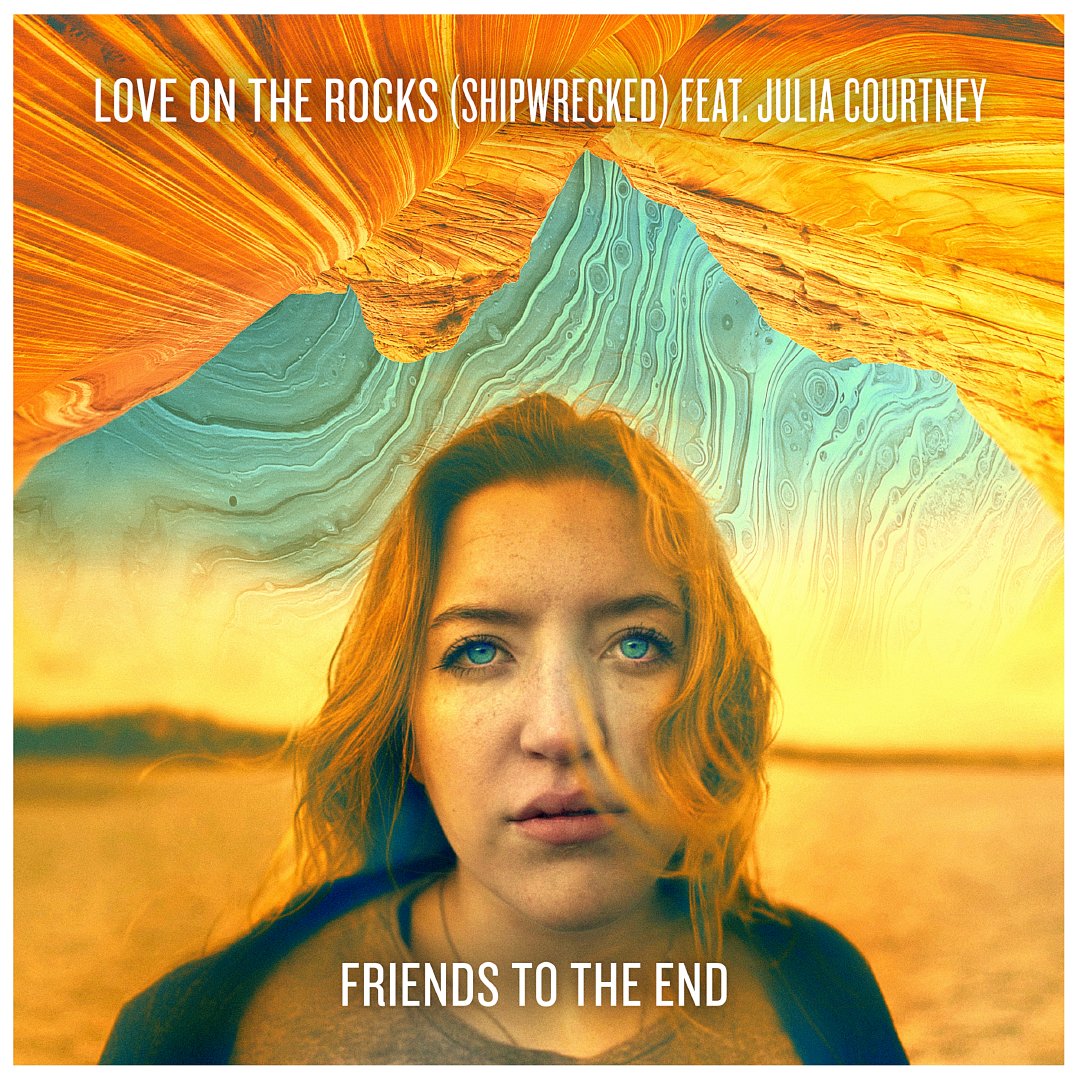 LOVE ON THE ROCKS (SHIPWRECKED) FEAT. JULIA COURTNEY
FRIENDS TO THE END